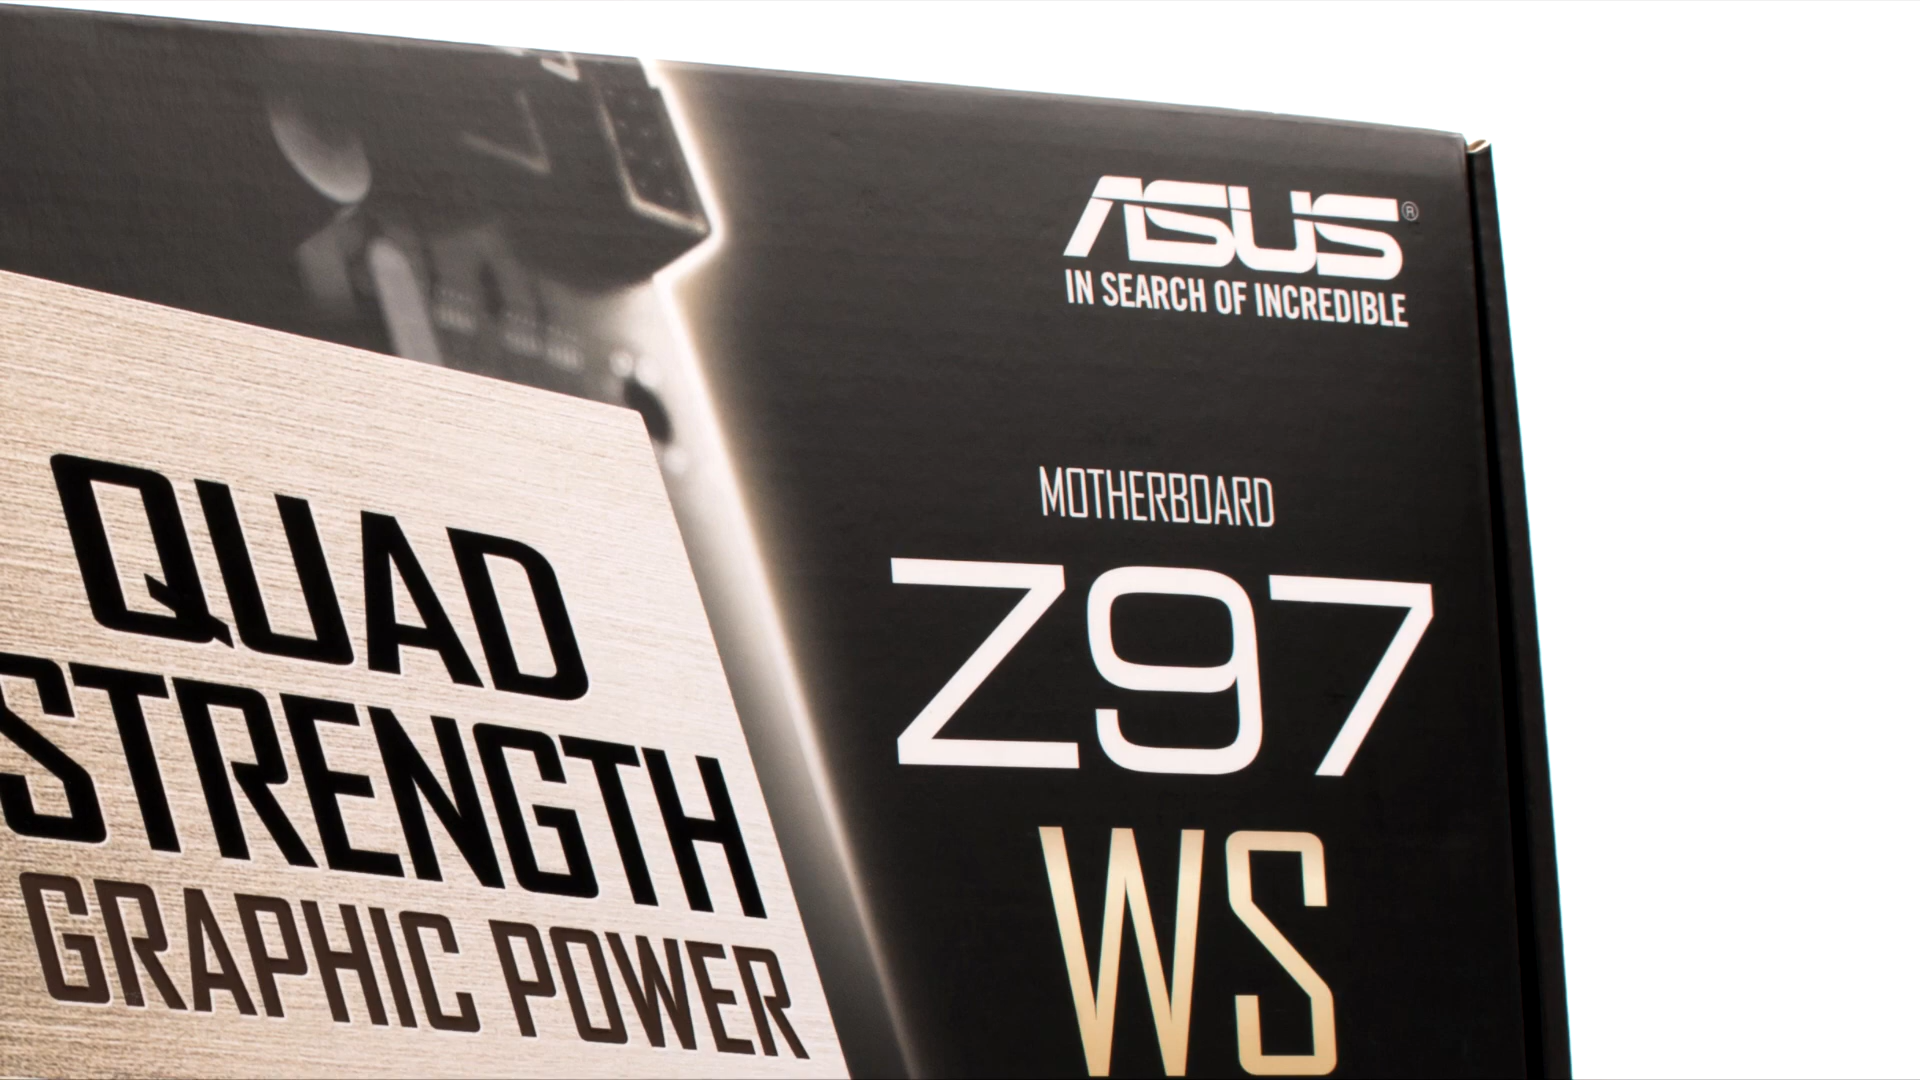 ASUS®
IN SEARCH OF INCREDIBLE
MOTHERBOARD
Z97
WS
QUAD
STRENGTH
GRAPHIC POWER